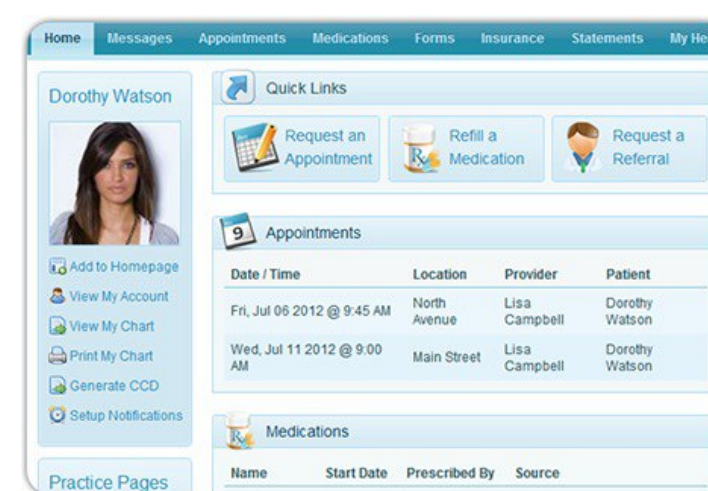 Home Messages Appointments Medications Forms Insurance Statements My He
Dorothy Watson
Add to Homepage
View My Account
View My Chart
Print My Chart
Generate CCD
Setup Notifications
Practice Pages
Quick Links
Request an
Appointment
Refill a
Medication
Request a
Referral
9
Appointments
Date / Time Location Provider Patient
Fri, Jul 06 2012 @ 9:45 AM North
Avenue Lisa
Campbell Dorothy
Watson
Wed, Jul 11 2012 @ 9:00
AM Main Street Lisa
Campbell Dorothy
Watson
Rx
Medications
Name Start Date Prescribed By Source